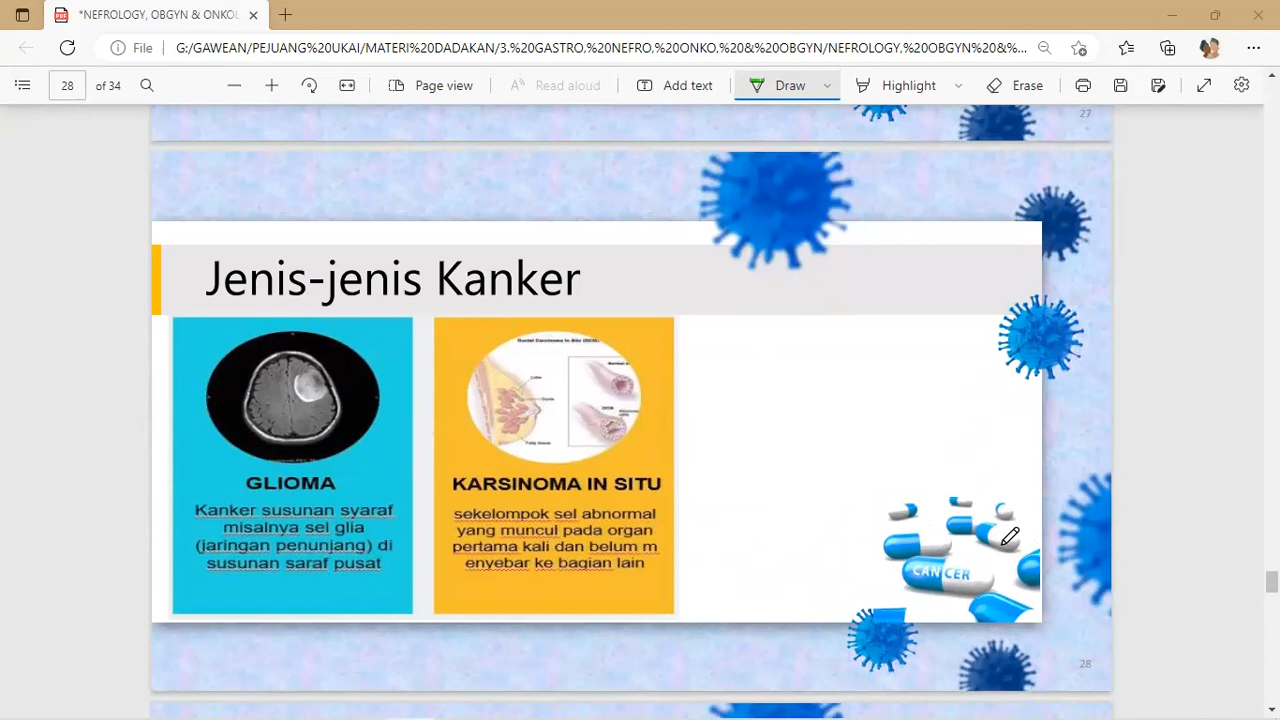 *NEFROLOGY, OBGYN & ONKOL
File
G:/GAWEAN/PEJUANG%20UKAI/MATERI%20DADAKAN/3.%20GASTRO,%20NEFRO,%20ONKO,%20&%20OBGYN/NEFROLOGY,%20OBGYN%20&%...
28
of 34
Page view
Read aloud
Add text
Draw
Highlight
Erase
27
Jenis-jenis Kanker
GLIOMA
Kanker susunan syaraf
misalnya sel glia
(jaringan penunjang) di
susunan saraf pusat
KARSINOMA IN SITU
sekelompok sel abnormal
yang muncul pada organ
pertama kali dan belum m
enyebar ke bagian lain
CANCER
28